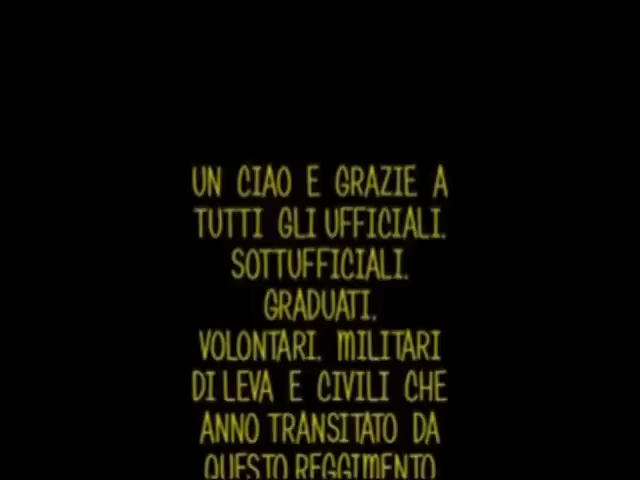 UN CIAO E GRAZIE A
TUTTI GLI UFFICIALI,
SOTTUFFICIALI,
GRADUATI,
VOLONTARI, MILITARI
DI LEVA E CIVILI CHE
ANNO TRANSITATO DA
QUESTO REGGIMENTO